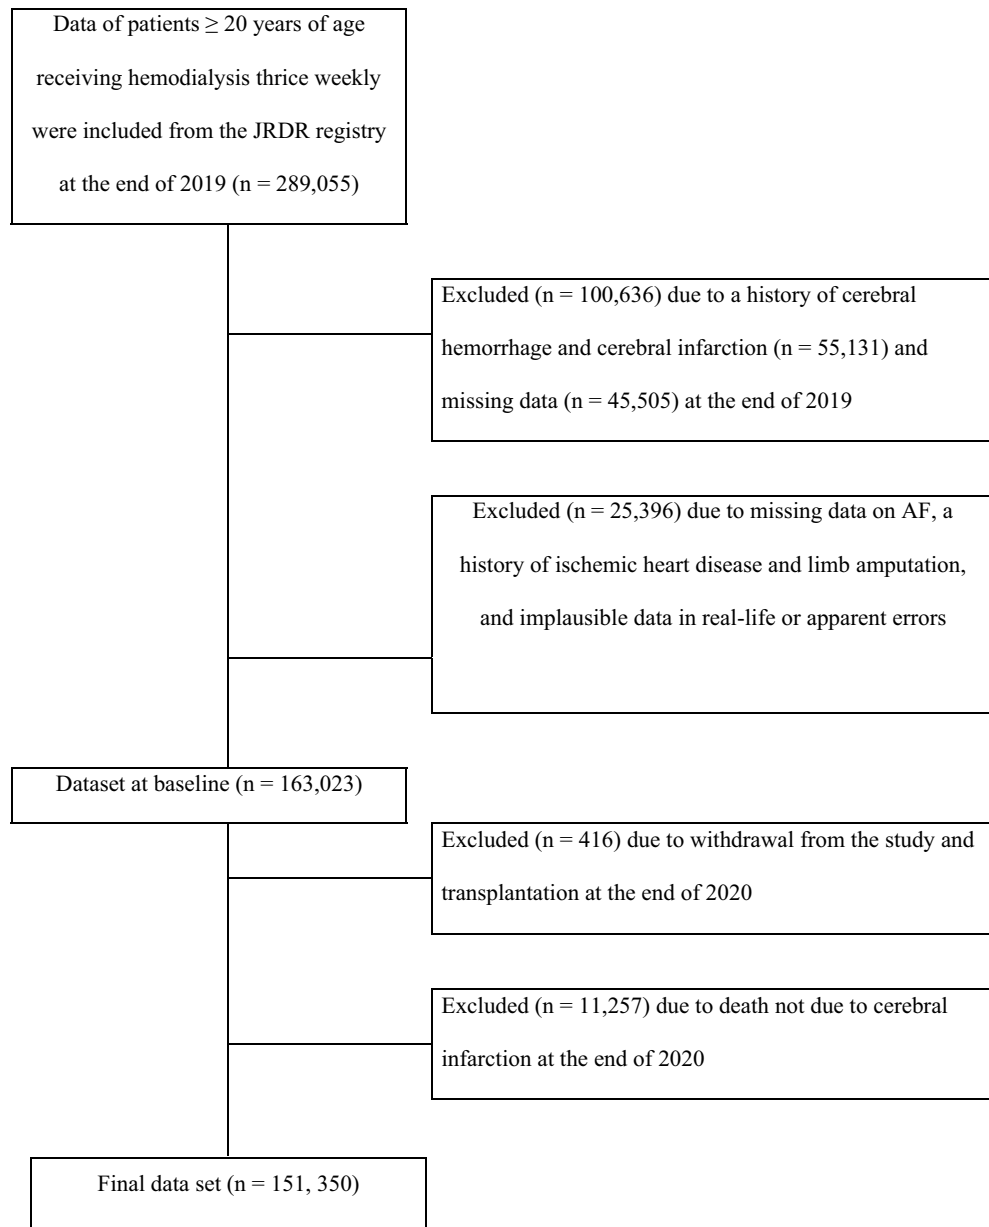 Data of patients ≥ 20 years of age
receiving hemodialysis thrice weekly
were included from the JRDR registry
at the end of 2019 (n = 289,055)
Excluded (n = 100,636) due to a history of cerebral
hemorrhage and cerebral infarction (n = 55,131) and
missing data (n = 45,505) at the end of 2019
Excluded (n = 25,396) due to missing data on AF, a
history of ischemic heart disease and limb amputation,
and implausible data in real-life or apparent errors
Dataset at baseline (n = 163,023)
Excluded (n = 416) due to withdrawal from the study and
transplantation at the end of 2020
Excluded (n = 11,257) due to death not due to cerebral
infarction at the end of 2020
Final data set (n = 151, 350)